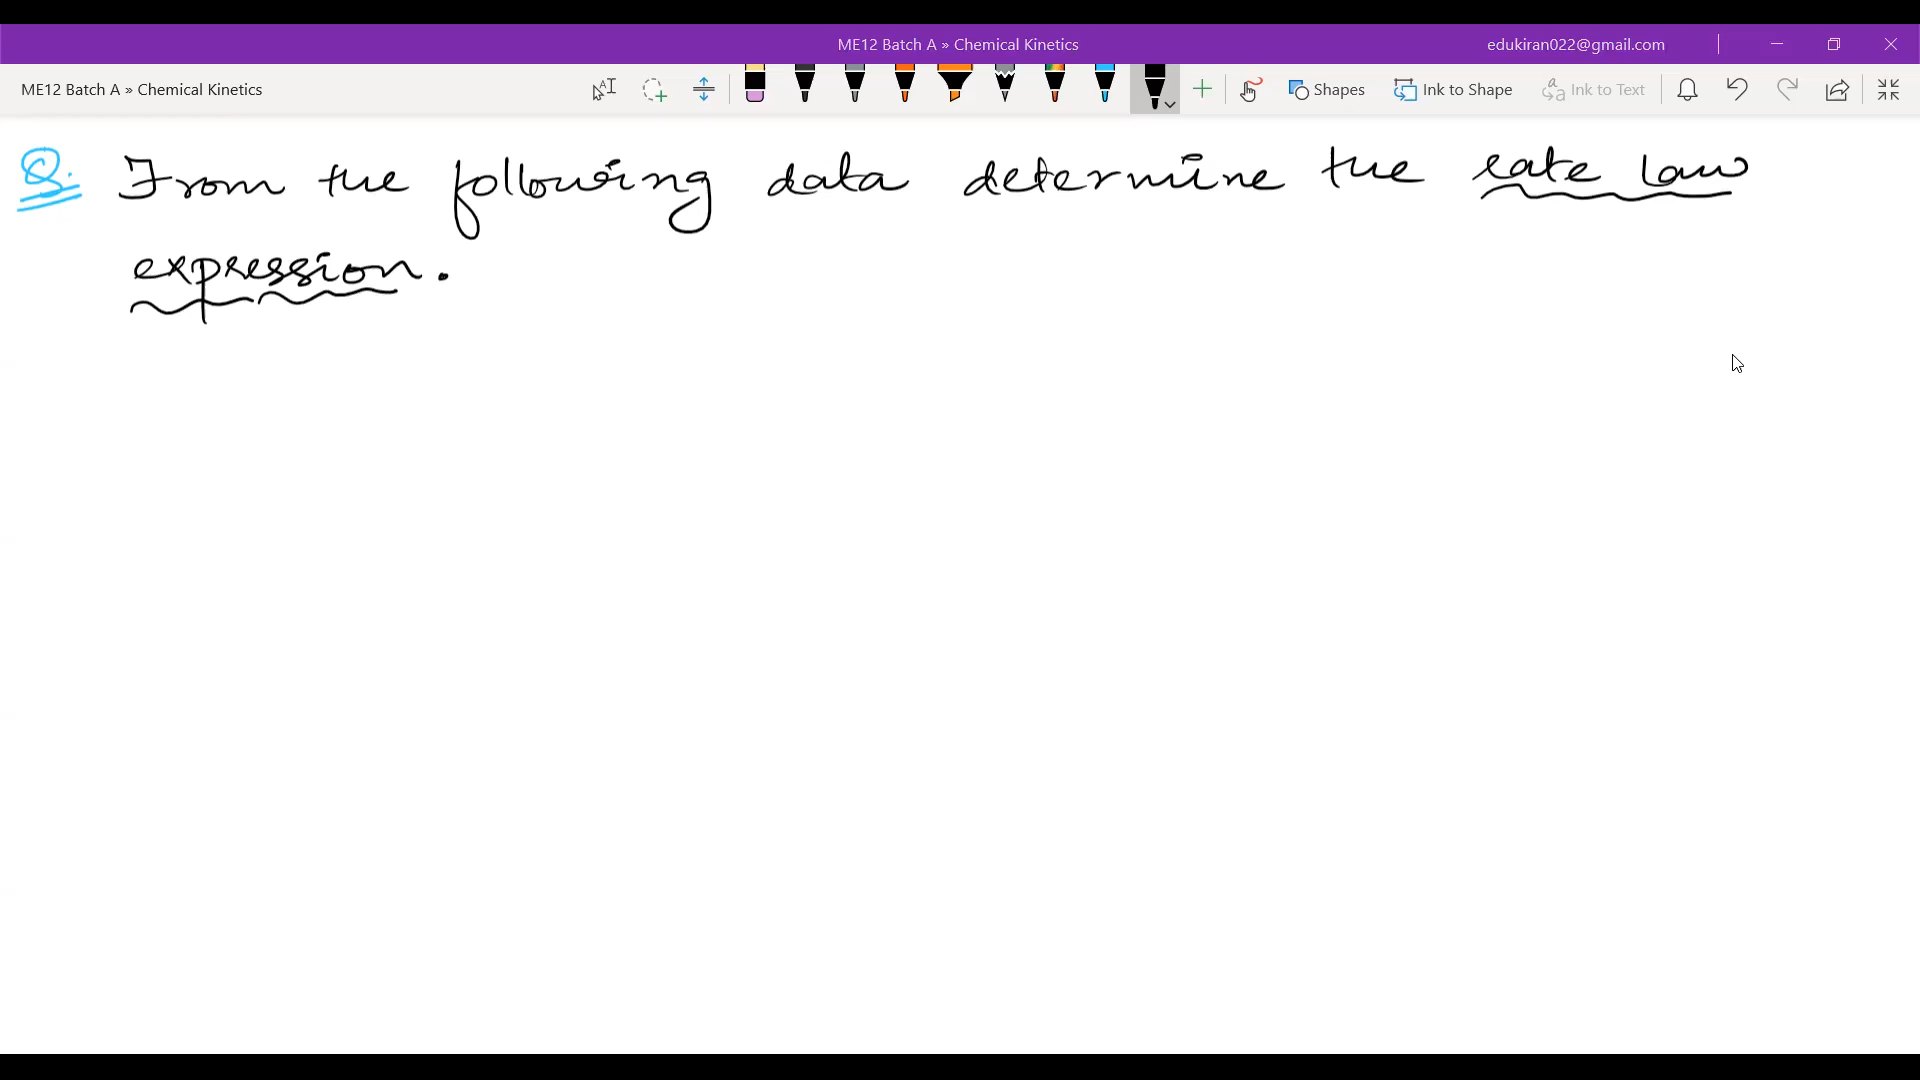 ME12 Batch A » Chemical Kinetics
edukiran022@gmail.com
ME12 Batch A » Chemical Kinetics
Shapes
Ink to Shape
Ink to Text
Q. From the following data determine the rate law
expression.